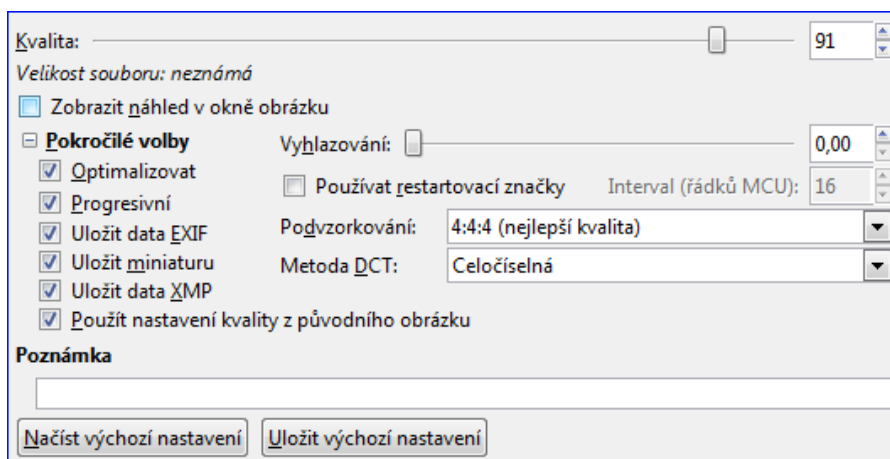 Kvalita: 91
Velikost souboru: neznámá
Zobrazit náhled v okně obrázku
Pokročilé volby
Optimalizovat
Progresivní
Uložit data EXIF
Uložit miniaturu
Uložit data XMP
Použít nastavení kvality z původního obrázku
Vyhlazování: 0,00
Používat restartovací značky Interval (řádků MCU): 16
Podvzorkování: 4:4:4 (nejlepší kvalita)
Metoda DCT: Celočíselná
Poznámka
Načíst výchozí nastavení Uložit výchozí nastavení